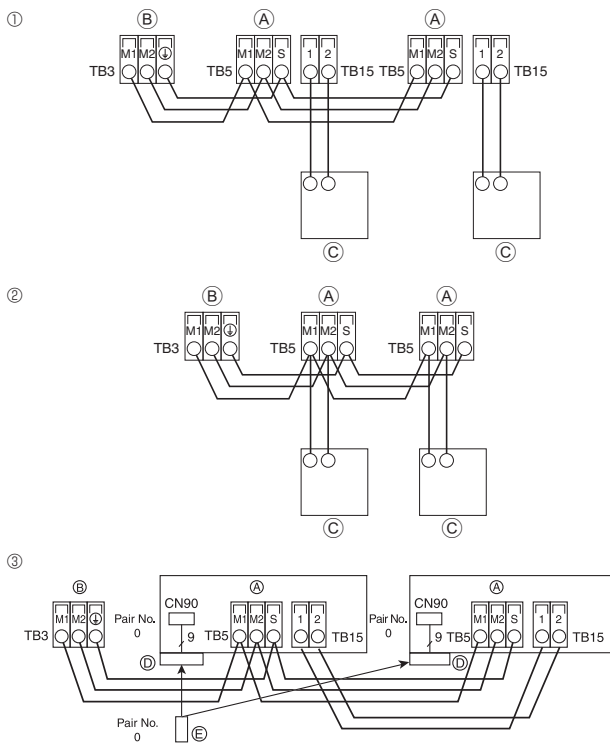 ①
Ⓑ Ⓐ Ⓐ
M1 M2 ⏚ M1 M2 S 1 2 M1 M2 S 1 2
TB3 TB5 TB15 TB5 TB15
Ⓒ Ⓒ
②
Ⓑ Ⓐ Ⓐ
M1 M2 ⏚ M1 M2 S M1 M2 S
TB3 TB5 TB5
Ⓒ Ⓒ
③
Ⓑ Ⓐ Ⓐ
CN90 CN90
M1 M2 ⏚ Pair No. M1 M2 S 1 2 Pair No. M1 M2 S 1 2
TB3 0 9 TB5 TB15 0 9 TB5 TB15
Ⓓ Ⓓ
Pair No. Ⓔ
0